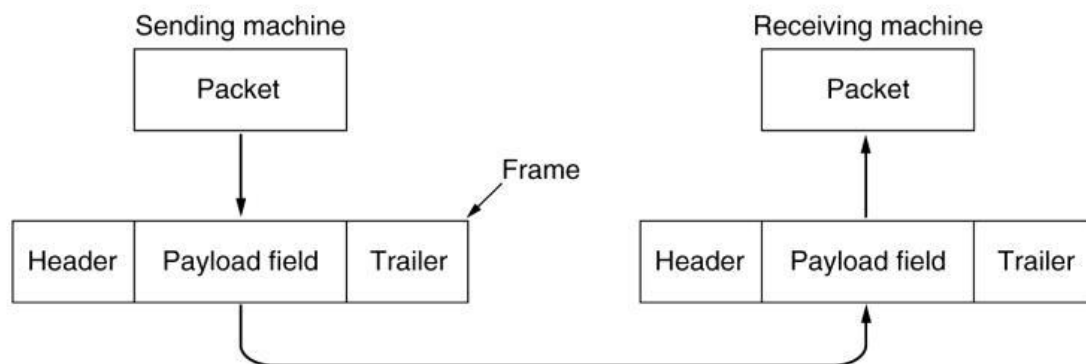 Sending machine
Packet
Frame
Header
Payload field
Trailer
Receiving machine
Packet
Header
Payload field
Trailer